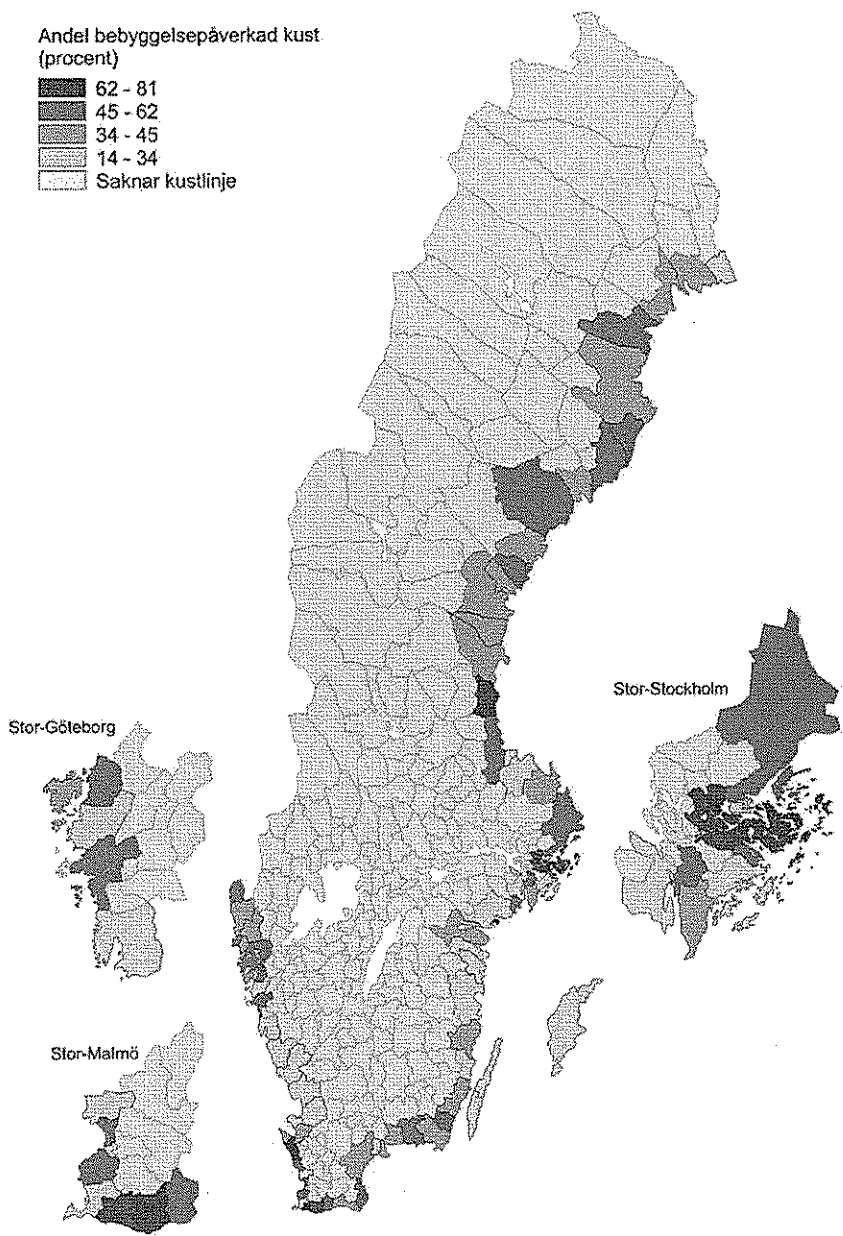 Andel bebyggelsepåverkad kust
(procent)
62 - 81
45 - 62
34 - 45
14 - 34
Saknar kustlinje
Stor-Stockholm
Stor-Göteborg
Stor-Malmö